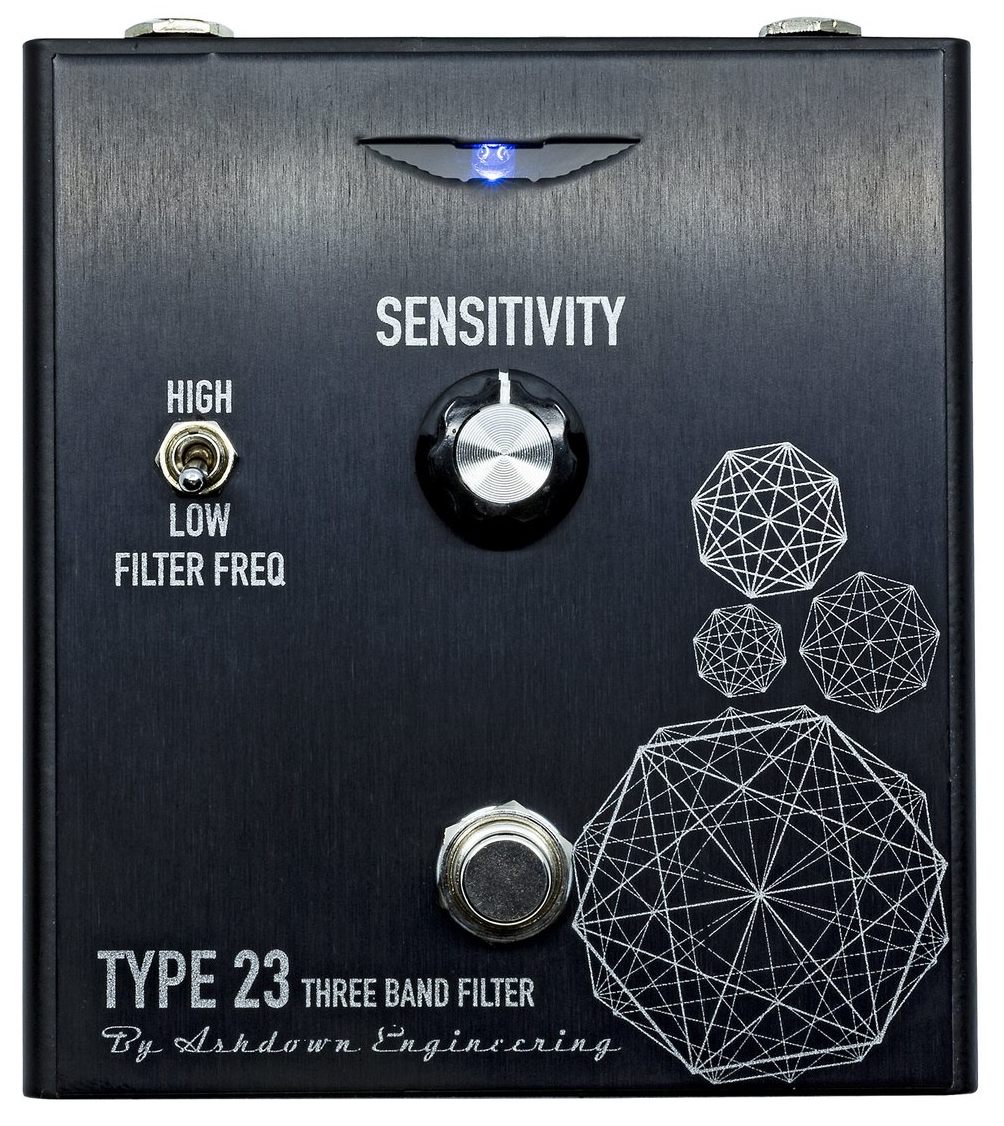 SENSITIVITY
HIGH
LOW
FILTER FREQ
TYPE 23 THREE BAND FILTER
By Ashdown Engineering